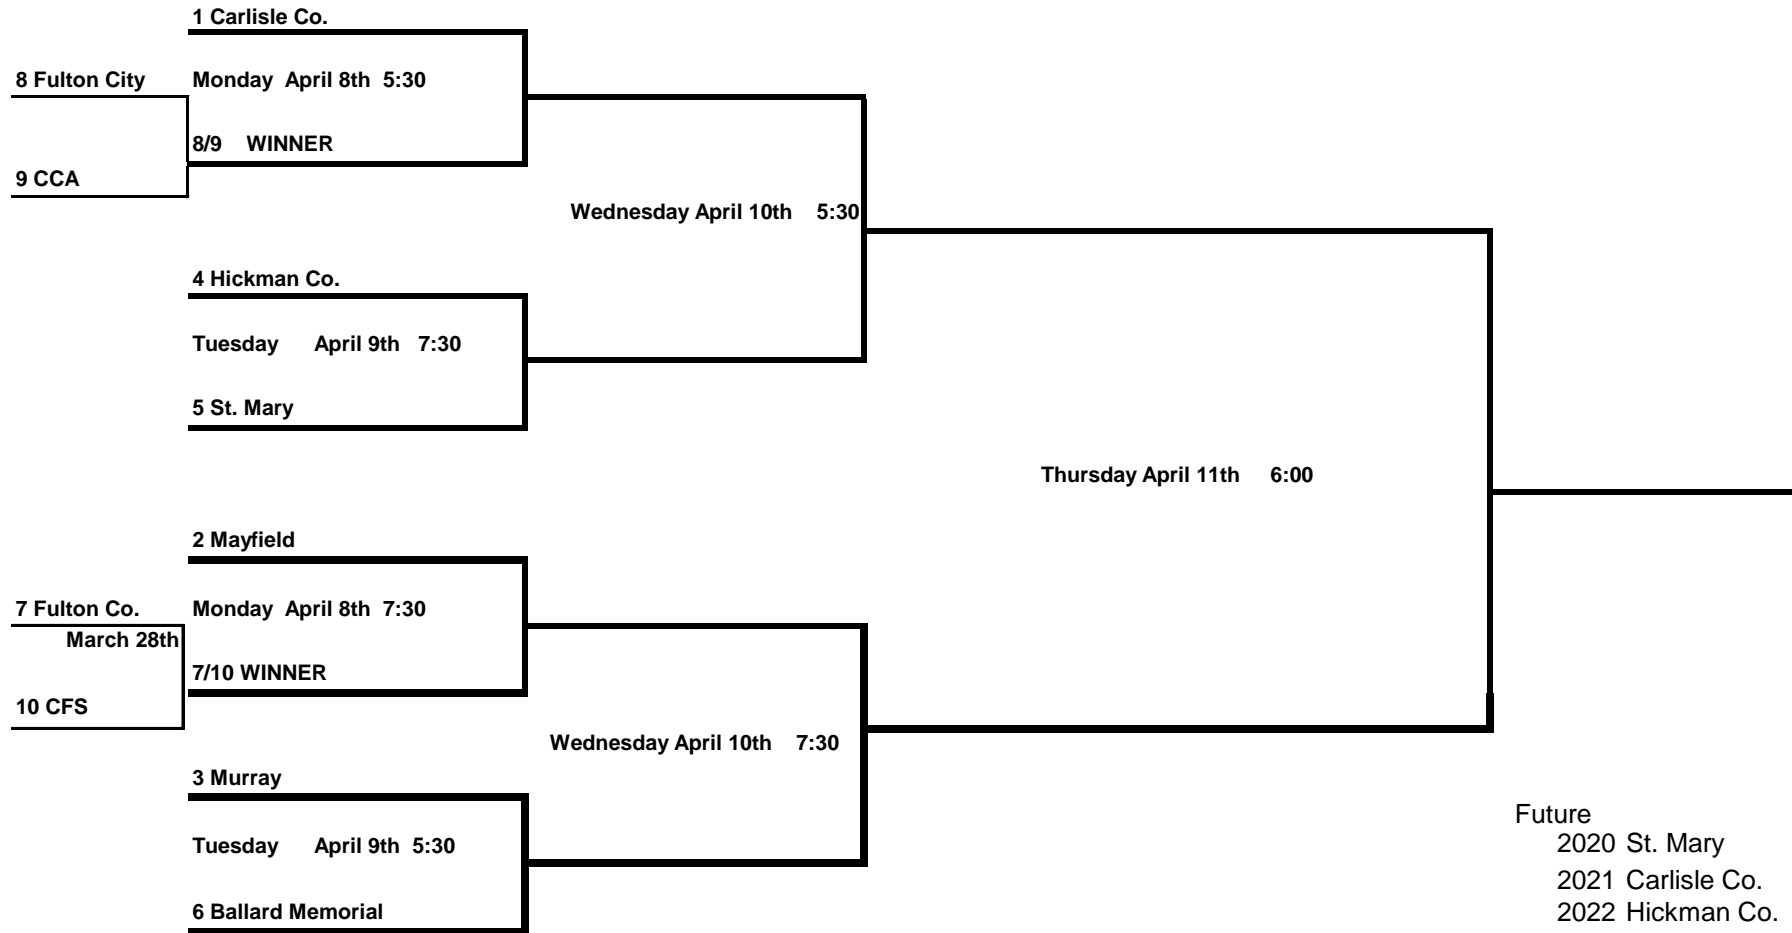 1 Carlisle Co.
8 Fulton City
Monday April 8th 5:30
8/9 WINNER
9 CCA
Wednesday April 10th 5:30
4 Hickman Co.
Tuesday April 9th 7:30
5 St. Mary
Thursday April 11th 6:00
2 Mayfield
7 Fulton Co.
Monday April 8th 7:30
March 28th
7/10 WINNER
10 CFS
Wednesday April 10th 7:30
3 Murray
Tuesday April 9th 5:30
6 Ballard Memorial
Future
2020 St. Mary
2021 Carlisle Co.
2022 Hickman Co.